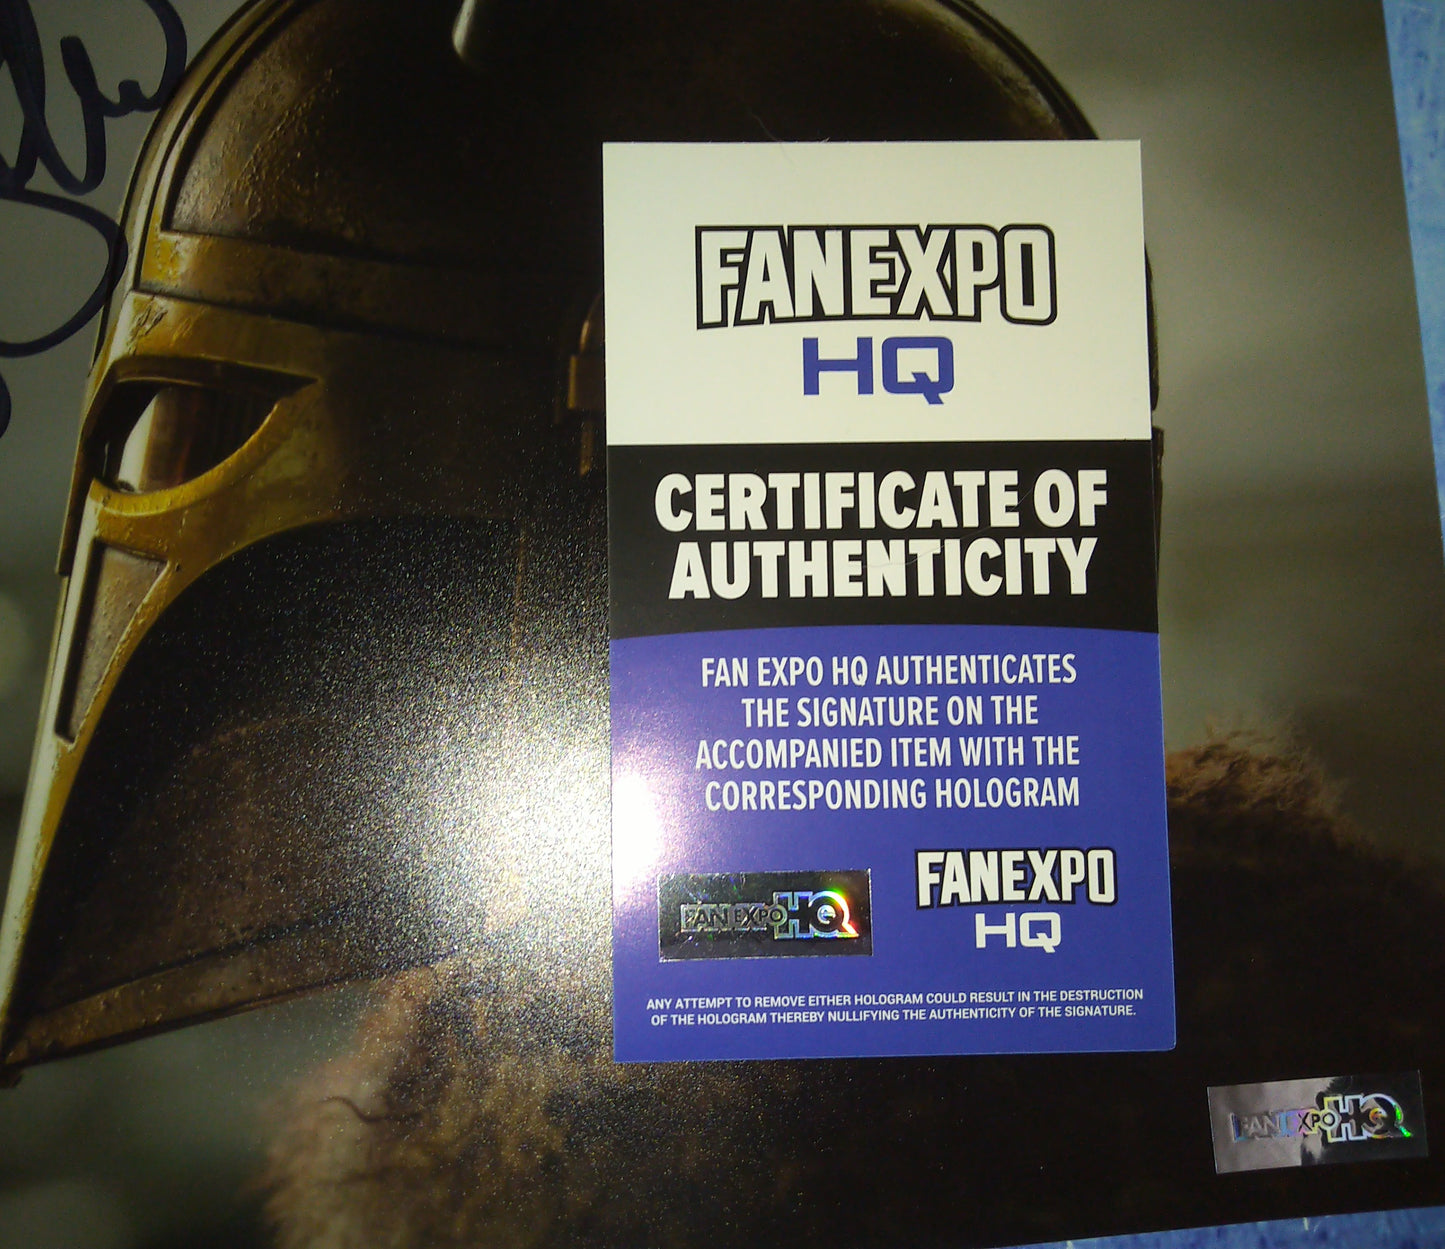 FANEXPO
HQ
CERTIFICATE OF
AUTHENTICITY
FAN EXPO HQ AUTHENTICATES
THE SIGNATURE ON THE
ACCOMPANIED ITEM WITH THE
CORRESPONDING HOLOGRAM
FAN EXPO HQ
FANEXPO
HQ
ANY ATTEMPT TO REMOVE EITHER HOLOGRAM COULD RESULT IN THE DESTRUCTION
OF THE HOLOGRAM THEREBY NULLIFYING THE AUTHENTICITY OF THE SIGNATURE.
FAN EXPO HQ